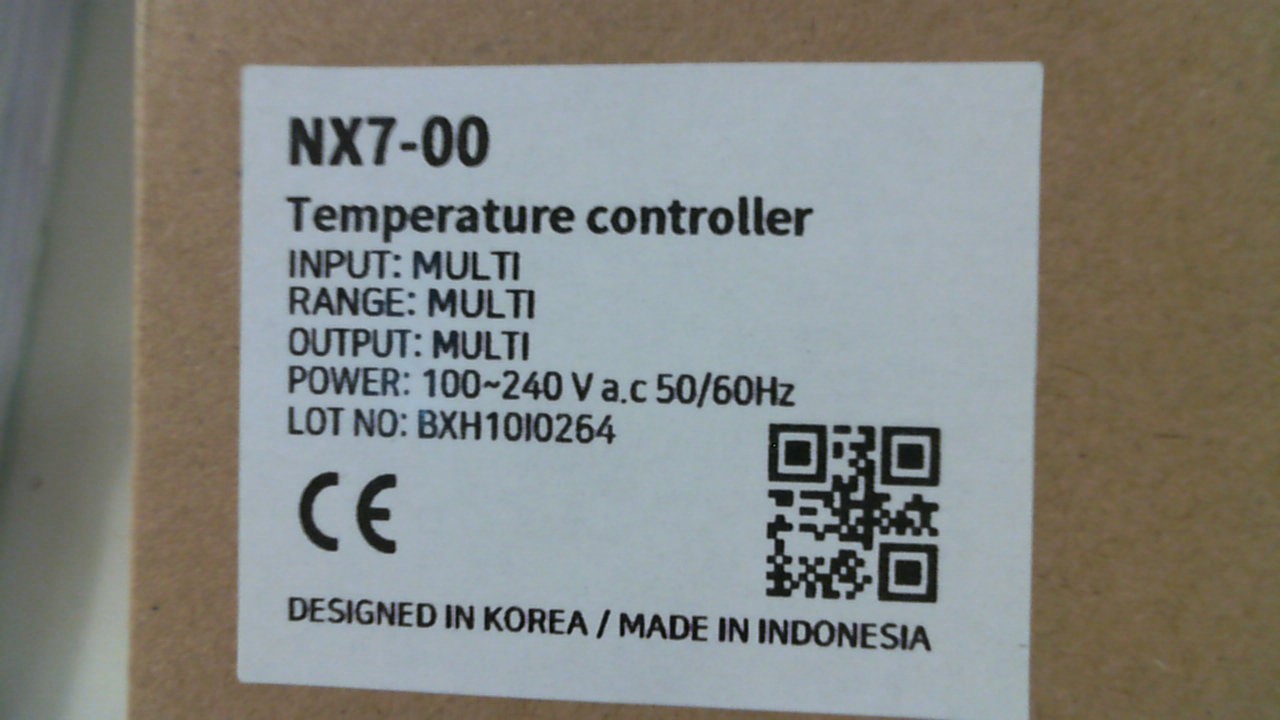 NX7-00
Temperature controller
INPUT: MULTI
RANGE: MULTI
OUTPUT: MULTI
POWER: 100~240 V a.c 50/60Hz
LOT NO: BXH10I0264
CE
DESIGNED IN KOREA / MADE IN INDONESIA